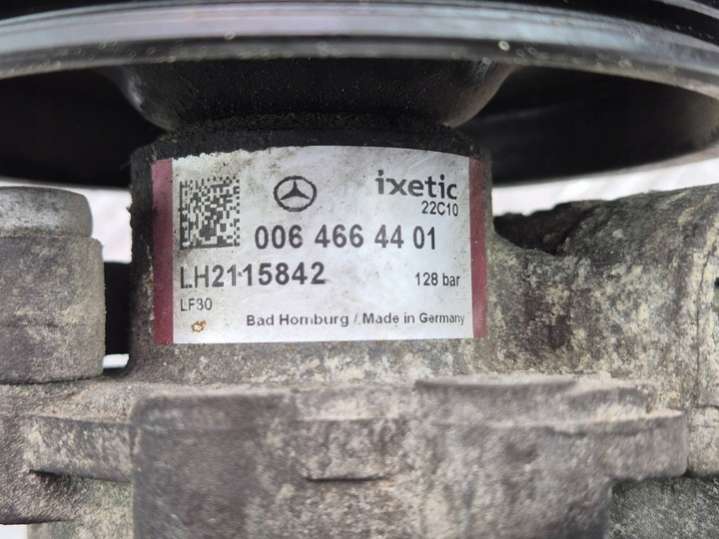 ixetic
22C10
006 466 44 01
LH2115842 128 bar
LF30
Bad Homburg / Made in Germany